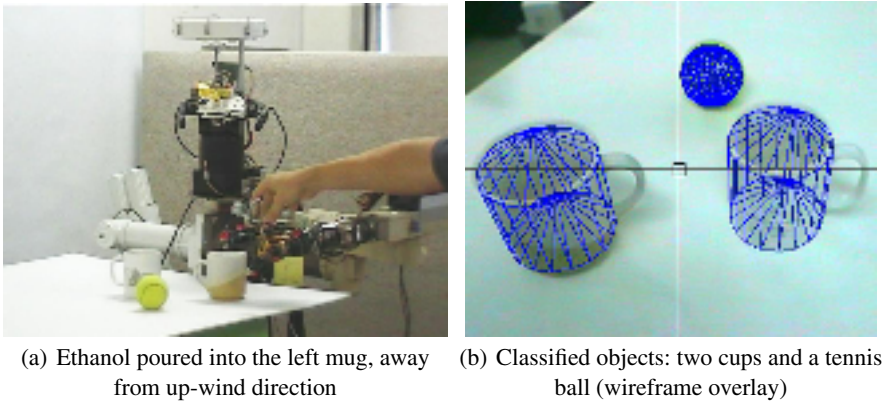 (a) Ethanol poured into the left mug, away
from up-wind direction
(b) Classified objects: two cups and a tennis
ball (wireframe overlay)